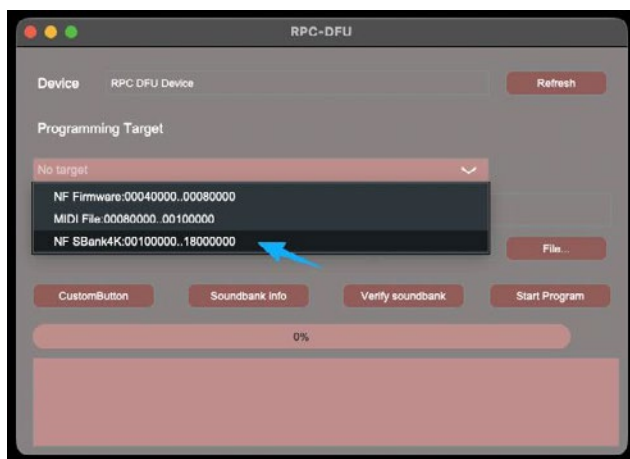 RPC-DFU
Device RPC DFU Device Refresh
Programming Target
No target
NF Firmware:00040000..00080000
MIDI File:00080000..00100000
NF SBank4K:00100000..18000000
File...
CustomButton Soundbank Info Verify soundbank Start Program
0%